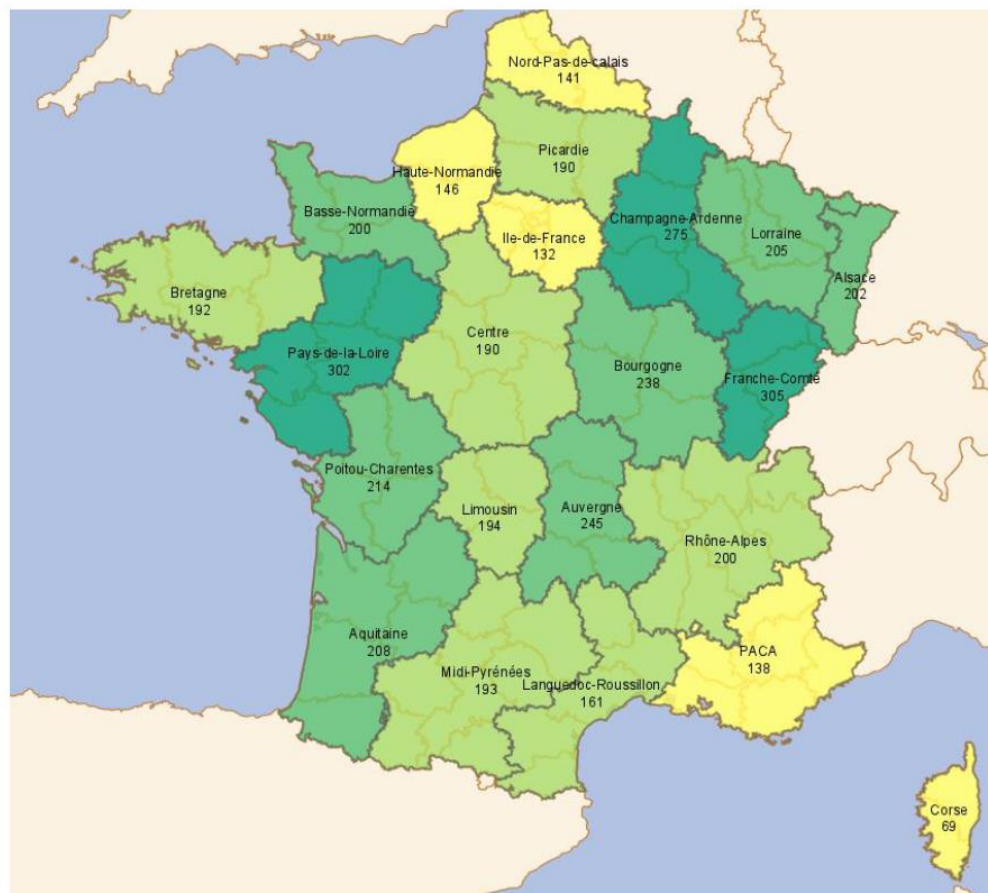 Nord-Pas-de-calais
141
Picardie
190
Haute-Normandie
146
Basse-Normandie
200
Ile-de-France
132
Champagne-Ardenne
275
Lorraine
205
Alsace
202
Bretagne
192
Pays-de-la-Loire
302
Centre
190
Bourgogne
238
Franche-Comté
305
Poitou-Charentes
214
Limousin
194
Auvergne
245
Rhône-Alpes
200
Aquitaine
208
Midi-Pyrénées
193
Languedoc-Roussillon
161
PACA
138
Corse
69